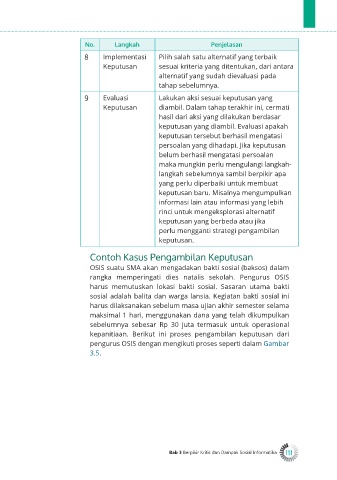 No. Langkah Penjelasan
8 Implementasi Pilih salah satu alternatif yang terbaik
Keputusan sesuai kriteria yang ditentukan, dari antara
alternatif yang sudah dievaluasi pada
tahap sebelumnya.
9 Evaluasi Lakukan aksi sesuai keputusan yang
Keputusan diambil. Dalam tahap terakhir ini, cermati
hasil dari aksi yang dilakukan berdasar
keputusan yang diambil. Evaluasi apakah
keputusan tersebut berhasil mengatasi
persoalan yang dihadapi. Jika keputusan
belum berhasil mengatasi persoalan
maka mungkin perlu mengulangi langkah-
langkah sebelumnya sambil berpikir apa
yang perlu diperbaiki untuk membuat
keputusan baru. Misalnya mengumpulkan
informasi lain atau informasi yang lebih
rinci untuk mengeksplorasi alternatif
keputusan yang berbeda atau jika
perlu mengganti strategi pengambilan
keputusan.
Contoh Kasus Pengambilan Keputusan
OSIS suatu SMA akan mengadakan bakti sosial (baksos) dalam
rangka memperingati dies natalis sekolah. Pengurus OSIS
harus memutuskan lokasi bakti sosial. Sasaran utama bakti
sosial adalah balita dan warga lansia. Kegiatan bakti sosial ini
harus dilaksanakan sebelum masa ujian akhir semester selama
maksimal 1 hari, menggunakan dana yang telah dikumpulkan
sebelumnya sebesar Rp 30 juta termasuk untuk operasional
kepanitiaan. Berikut ini proses pengambilan keputusan dari
pengurus OSIS dengan mengikuti proses seperti dalam Gambar
3.5.
Bab 3 Berpikir Kritis dan Dampak Sosial Informatika 111